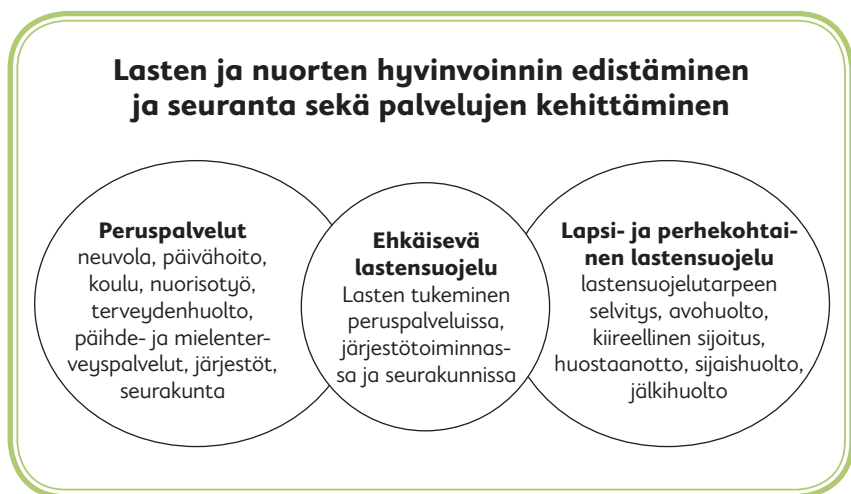 Lasten ja nuorten hyvinvoinnin edistäminen
ja seuranta sekä palvelujen kehittäminen
Peruspalvelut
neuvola, päivähoito,
koulu, nuorisotyö,
terveydenhuolto,
päihde- ja mielenter-
veyspalvelut, järjestöt,
seurakunta
Ehkäisevä
lastensuojelu
Lasten tukeminen
peruspalveluissa,
järjestötoiminnas-
sa ja seurakunnissa
Lapsi- ja perhekohtai-
nen lastensuojelu
lastensuojelutarpeen
selvitys, avohuolto,
kiireellinen sijoitus,
huostaanotto, sijaishuolto,
jälkihuolto